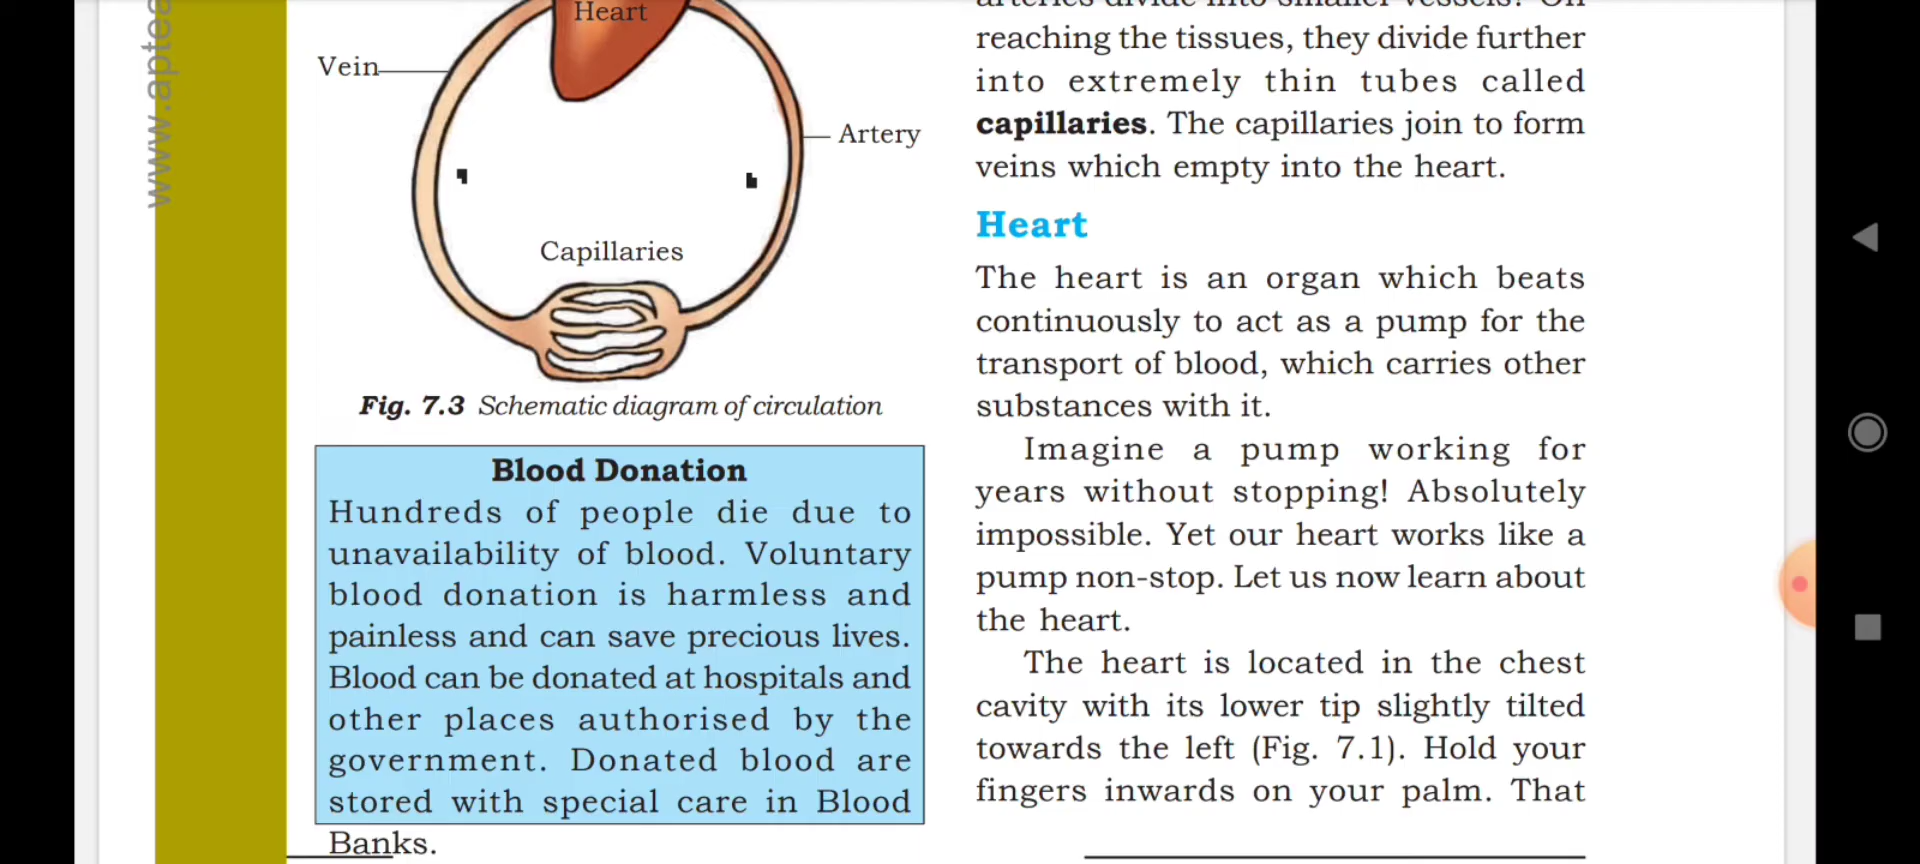 www.aptea
Heart
Vein
Artery
Capillaries
Fig. 7.3 Schematic diagram of circulation
Blood Donation
Hundreds of people die due to
unavailability of blood. Voluntary
blood donation is harmless and
painless and can save precious lives.
Blood can be donated at hospitals and
other places authorised by the
government. Donated blood are
stored with special care in Blood
Banks.
arteries divide into smaller vessels. On
reaching the tissues, they divide further
into extremely thin tubes called
capillaries. The capillaries join to form
veins which empty into the heart.
Heart
The heart is an organ which beats
continuously to act as a pump for the
transport of blood, which carries other
substances with it.
Imagine a pump working for
years without stopping! Absolutely
impossible. Yet our heart works like a
pump non-stop. Let us now learn about
the heart.
The heart is located in the chest
cavity with its lower tip slightly tilted
towards the left (Fig. 7.1). Hold your
fingers inwards on your palm. That